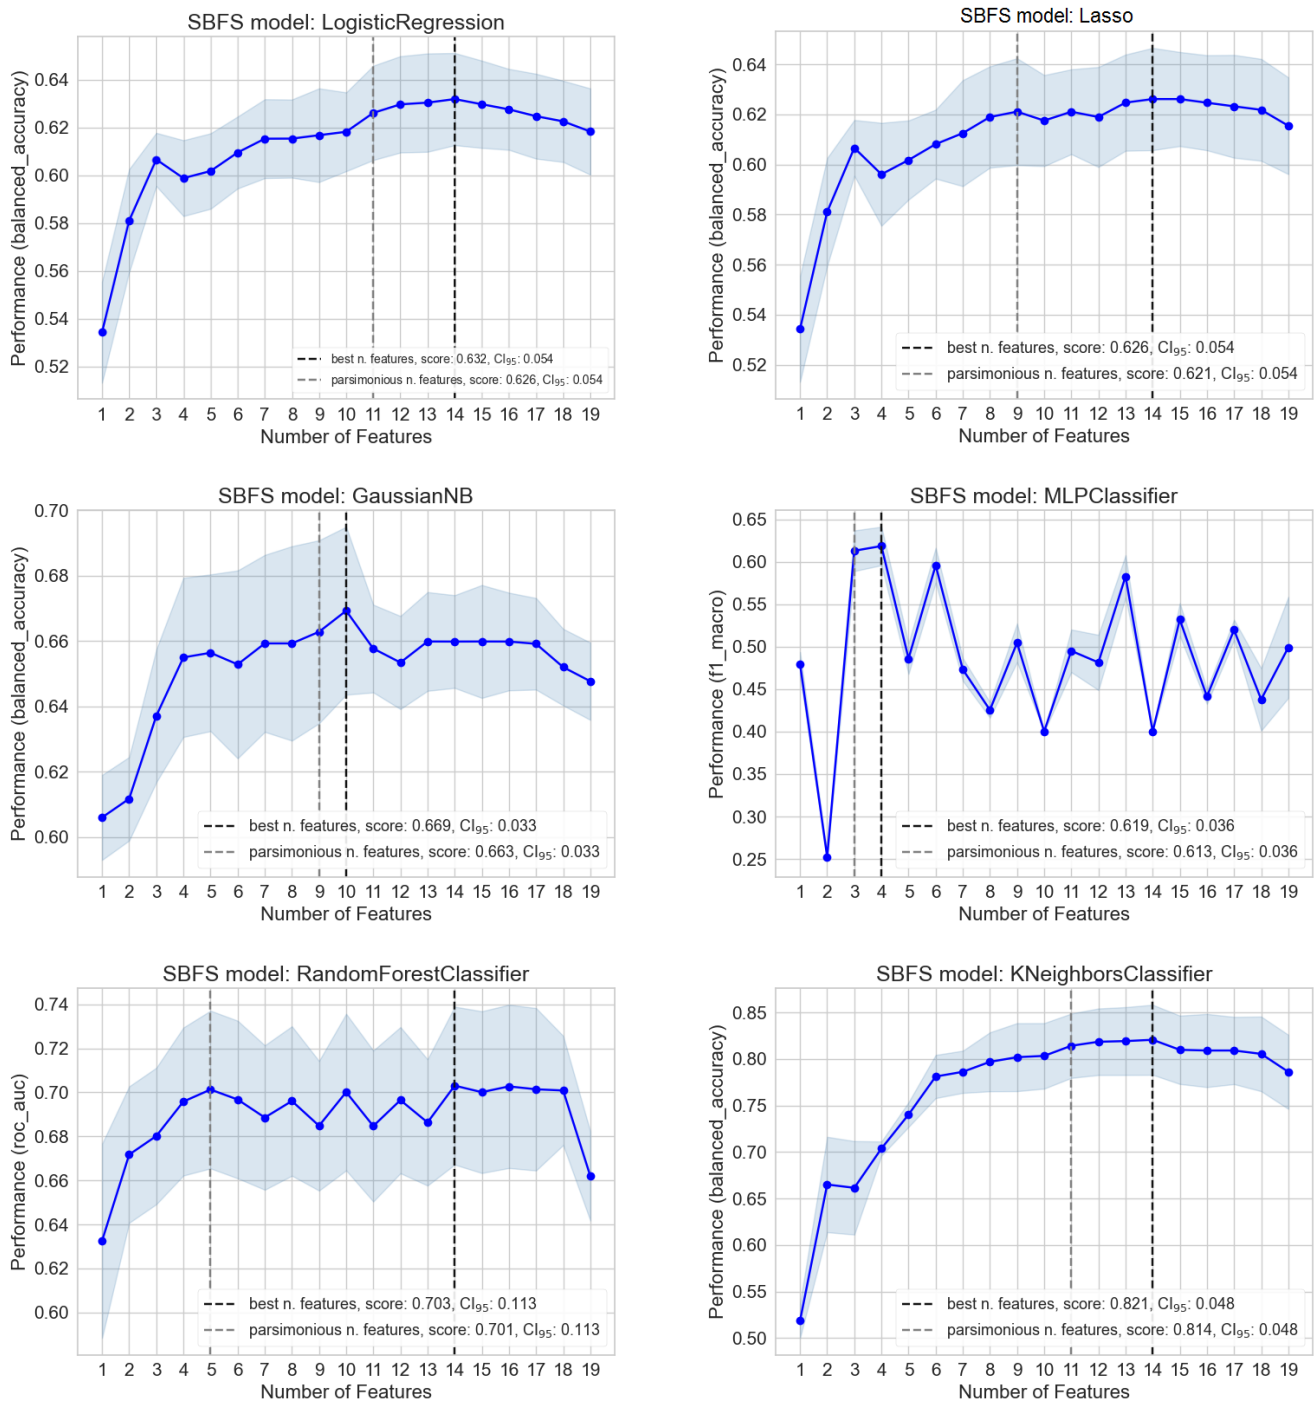 SBFS model: LogisticRegression
Performance (balanced_accuracy)
0.64
0.62
0.60
0.58
0.56
0.54
0.52
best n. features, score: 0.632, CI95: 0.054
parsimonious n. features, score: 0.626, CI95: 0.054
1 2 3 4 5 6 7 8 9 10 11 12 13 14 15 16 17 18 19
Number of Features
SBFS model: Lasso
Performance (balanced_accuracy)
0.64
0.62
0.60
0.58
0.56
0.54
0.52
best n. features, score: 0.626, CI95: 0.054
parsimonious n. features, score: 0.621, CI95: 0.054
1 2 3 4 5 6 7 8 9 10 11 12 13 14 15 16 17 18 19
Number of Features
SBFS model: GaussianNB
Performance (balanced_accuracy)
0.70
0.68
0.66
0.64
0.62
0.60
best n. features, score: 0.669, CI95: 0.033
parsimonious n. features, score: 0.663, CI95: 0.033
1 2 3 4 5 6 7 8 9 10 11 12 13 14 15 16 17 18 19
Number of Features
SBFS model: MLPClassifier
Performance (f1_macro)
0.65
0.60
0.55
0.50
0.45
0.40
0.35
0.30
0.25
best n. features, score: 0.619, CI95: 0.036
parsimonious n. features, score: 0.613, CI95: 0.036
1 2 3 4 5 6 7 8 9 10 11 12 13 14 15 16 17 18 19
Number of Features
SBFS model: RandomForestClassifier
Performance (roc_auc)
0.74
0.72
0.70
0.68
0.66
0.64
0.62
0.60
best n. features, score: 0.703, CI95: 0.113
parsimonious n. features, score: 0.701, CI95: 0.113
1 2 3 4 5 6 7 8 9 10 11 12 13 14 15 16 17 18 19
Number of Features
SBFS model: KNeighborsClassifier
Performance (balanced_accuracy)
0.85
0.80
0.75
0.70
0.65
0.60
0.55
0.50
best n. features, score: 0.821, CI95: 0.048
parsimonious n. features, score: 0.814, CI95: 0.048
1 2 3 4 5 6 7 8 9 10 11 12 13 14 15 16 17 18 19
Number of Features